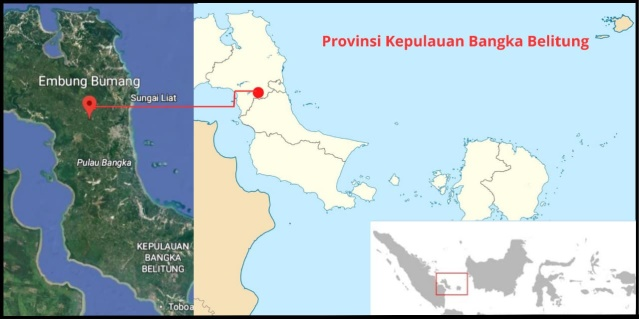 Provinsi Kepulauan Bangka Belitung
Embung Bumang
Sungai Liat
Pulau Bangka
KEPULAUAN
BANGKA
BELITUNG
Toboa